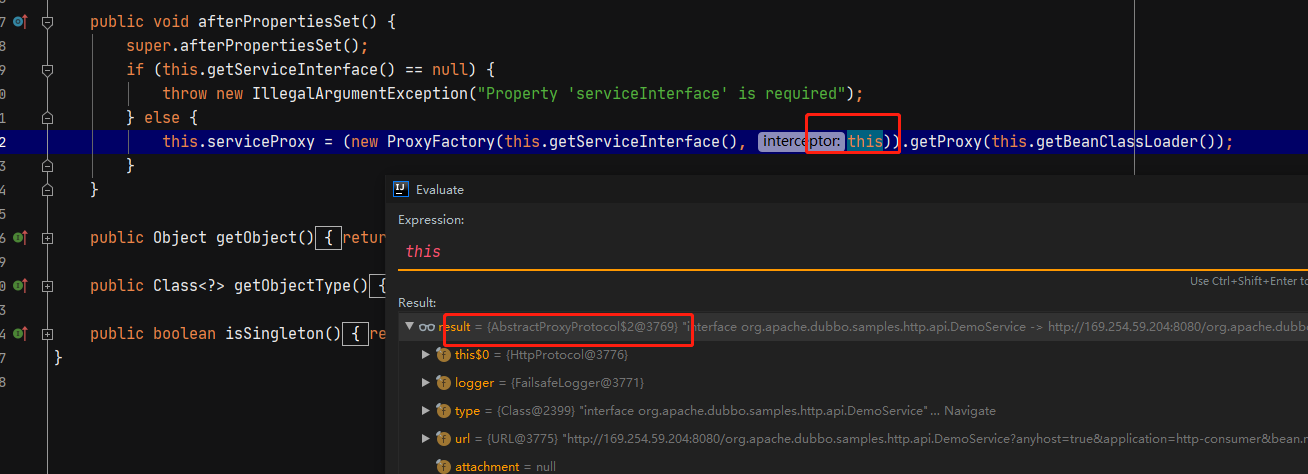 public void afterPropertiesSet() {
8 super.afterPropertiesSet();
9 if (this.getServiceInterface() == null) {
0 throw new IllegalArgumentException("Property 'serviceInterface' is required");
1 } else {
2 this.serviceProxy = (new ProxyFactory(this.getServiceInterface(), interceptor: this)).getProxy(this.getBeanClassLoader());
3 }
4 }
5
6 public Object getObject() { return
9
0 public Class<?> getObjectType() {
3
4 public boolean isSingleton() { re
7 }
8
Evaluate
Expression:
this
Use Ctrl+Shift+Enter to
Result:
result = {AbstractProxyProtocol$2@3769} "interface org.apache.dubbo.samples.http.api.DemoService -> http://169.254.59.204:8080/org.apache.dubbo
this$0 = {HttpProtocol@3776}
logger = {FailsafeLogger@3771}
type = {Class@2399} "interface org.apache.dubbo.samples.http.api.DemoService"... Navigate
url = {URL@3775} "http://169.254.59.204:8080/org.apache.dubbo.samples.http.api.DemoService?anyhost=true&application=http-consumer&bean.
attachment = null